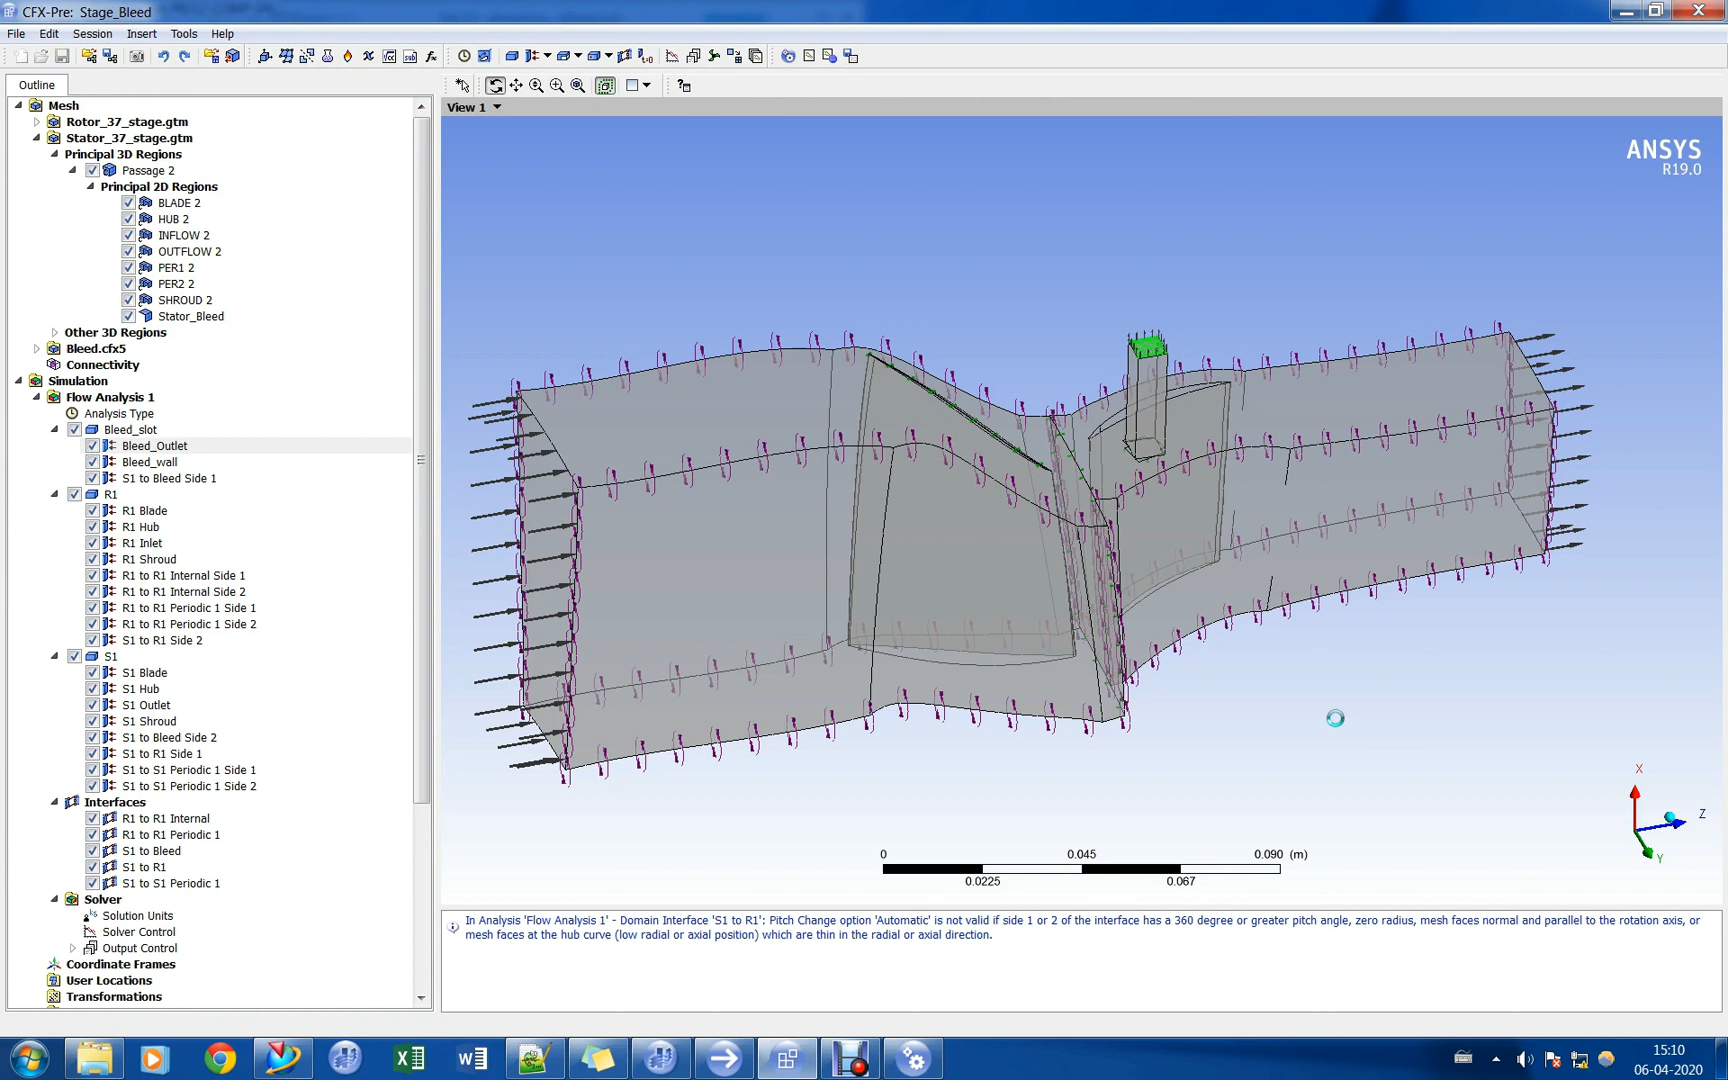 CFX-Pre: Stage_Bleed
File Edit Session Insert Tools Help
Outline
View 1
Mesh
Rotor_37_stage.gtm
Stator_37_stage.gtm
Principal 3D Regions
Passage 2
Principal 2D Regions
BLADE 2
HUB 2
INFLOW 2
OUTFLOW 2
PER1 2
PER2 2
SHROUD 2
Stator_Bleed
Other 3D Regions
Bleed.cfx5
Connectivity
Simulation
Flow Analysis 1
Analysis Type
Bleed_slot
Bleed_Outlet
Bleed_wall
S1 to Bleed Side 1
R1
R1 Blade
R1 Hub
R1 Inlet
R1 Shroud
R1 to R1 Internal Side 1
R1 to R1 Internal Side 2
R1 to R1 Periodic 1 Side 1
R1 to R1 Periodic 1 Side 2
S1 to R1 Side 2
S1
S1 Blade
S1 Hub
S1 Outlet
S1 Shroud
S1 to Bleed Side 2
S1 to R1 Side 1
S1 to S1 Periodic 1 Side 1
S1 to S1 Periodic 1 Side 2
Interfaces
R1 to R1 Internal
R1 to R1 Periodic 1
S1 to Bleed
S1 to R1
S1 to S1 Periodic 1
Solver
Solution Units
Solver Control
Output Control
Coordinate Frames
User Locations
Transformations
ANSYS
R19.0
X
Z
Y
0 0.045 0.090 (m)
0.0225 0.067
In Analysis 'Flow Analysis 1' - Domain Interface 'S1 to R1': Pitch Change option 'Automatic' is not valid if side 1 or 2 of the interface has a 360 degree or greater pitch angle, zero radius, mesh faces normal and parallel to the rotation axis, or
mesh faces at the hub curve (low radial or axial position) which are thin in the radial or axial direction.
15:10
06-04-2020